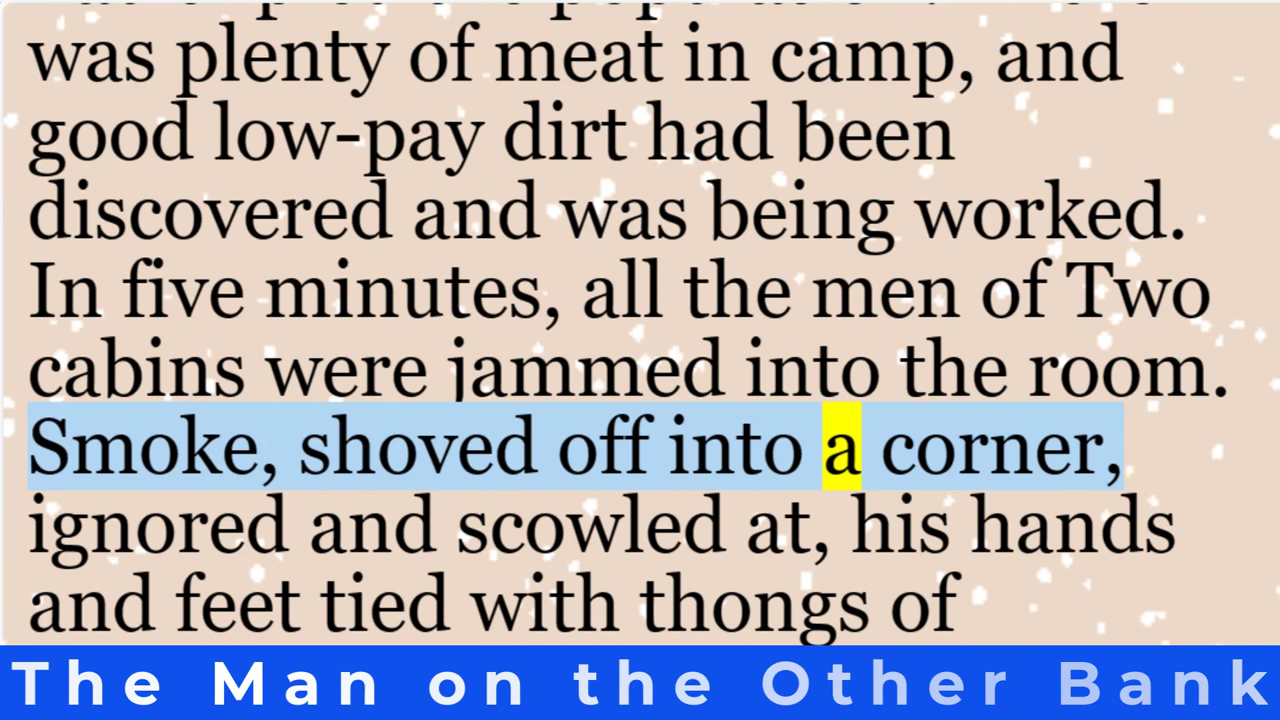 was plenty of meat in camp, and
good low-pay dirt had been
discovered and was being worked.
In five minutes, all the men of Two
cabins were jammed into the room.
Smoke, shoved off into a corner,
ignored and scowled at, his hands
and feet tied with thongs of
The Man on the Other Bank